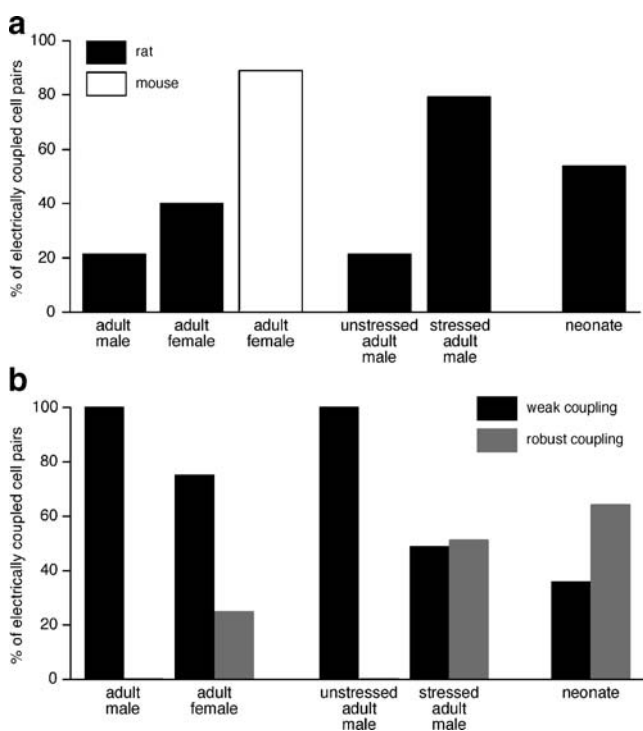 a
% of electrically coupled cell pairs
100
80
60
40
20
0
rat
mouse
adult
male
adult
female
adult
female
unstressed
adult
male
stressed
adult
male
neonate
b
% of electrically coupled cell pairs
100
80
60
40
20
0
weak coupling
robust coupling
adult
male
adult
female
unstressed
adult
male
stressed
adult
male
neonate